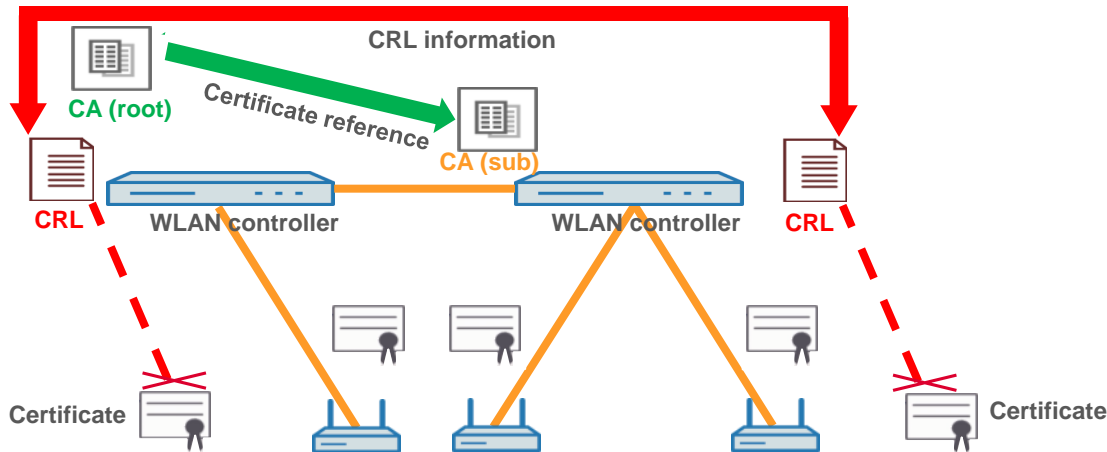 CRL information
CA (root)
Certificate reference
CA (sub)
CRL
WLAN controller
WLAN controller
CRL
Certificate
Certificate